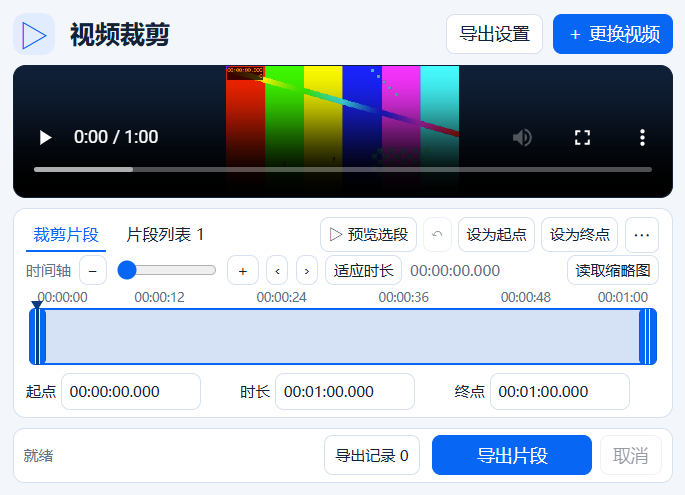 视频裁剪
导出设置
+ 更换视频
00:00:00.000
0:00 / 1:00
裁剪片段
片段列表 1
▷ 预览选段
↶
设为起点
设为终点
⋯
时间轴
−
+
‹
›
适应时长
00:00:00.000
读取缩略图
00:00:00 00:00:12 00:00:24 00:00:36 00:00:48 00:01:00
起点 00:00:00.000
时长 00:01:00.000
终点 00:01:00.000
就绪
导出记录 0
导出片段
取消